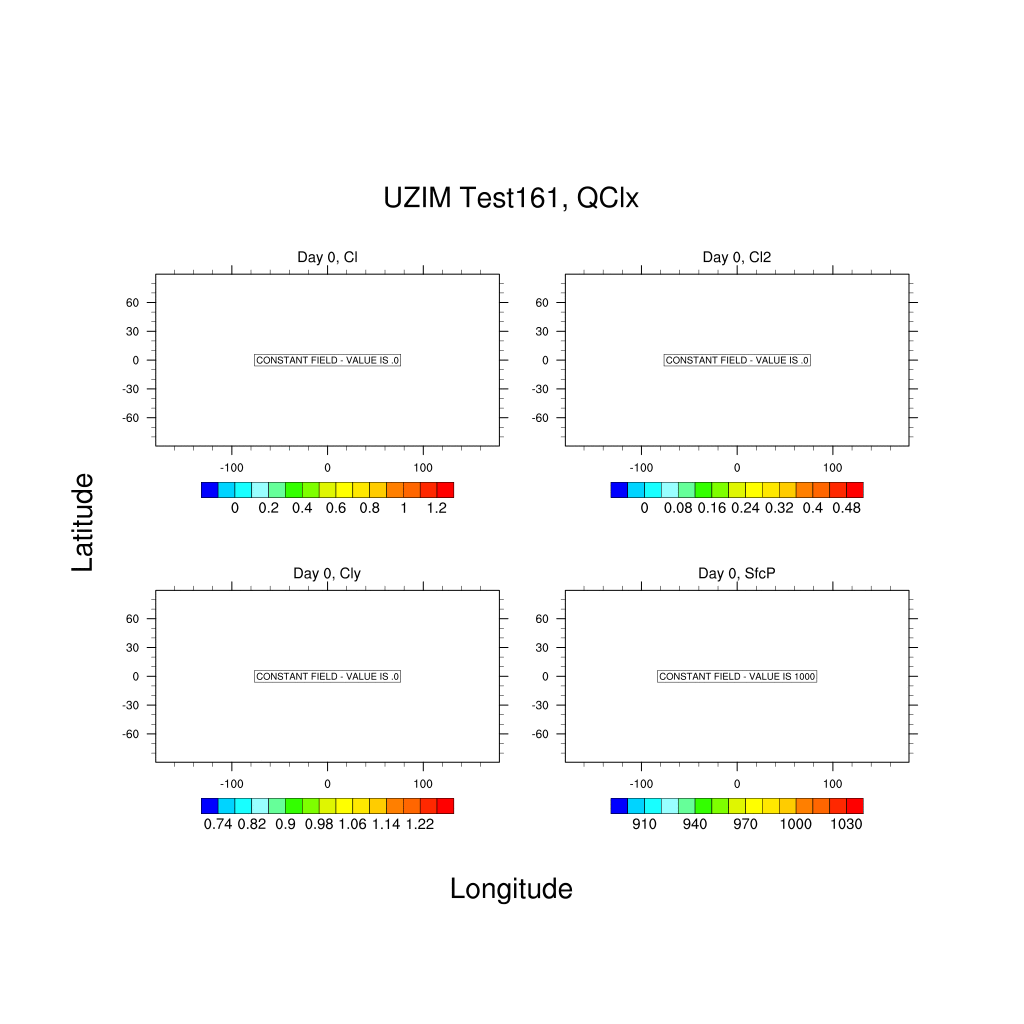 UZIM Test161, QClx
Day 0, Cl
Day 0, Cl2
60
30
0
-30
-60
CONSTANT FIELD - VALUE IS .0
-100 0 100
0 0.2 0.4 0.6 0.8 1 1.2
60
30
0
-30
-60
CONSTANT FIELD - VALUE IS .0
-100 0 100
0 0.08 0.16 0.24 0.32 0.4 0.48
Latitude
Day 0, Cly
Day 0, SfcP
60
30
0
-30
-60
CONSTANT FIELD - VALUE IS .0
-100 0 100
0.74 0.82 0.9 0.98 1.06 1.14 1.22
60
30
0
-30
-60
CONSTANT FIELD - VALUE IS 1000
-100 0 100
910 940 970 1000 1030
Longitude